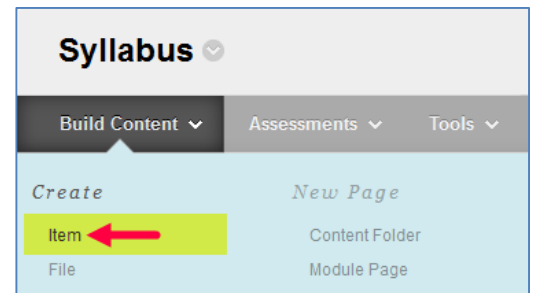 Syllabus
Build Content Assessments Tools
Create New Page
Item Content Folder
File Module Page